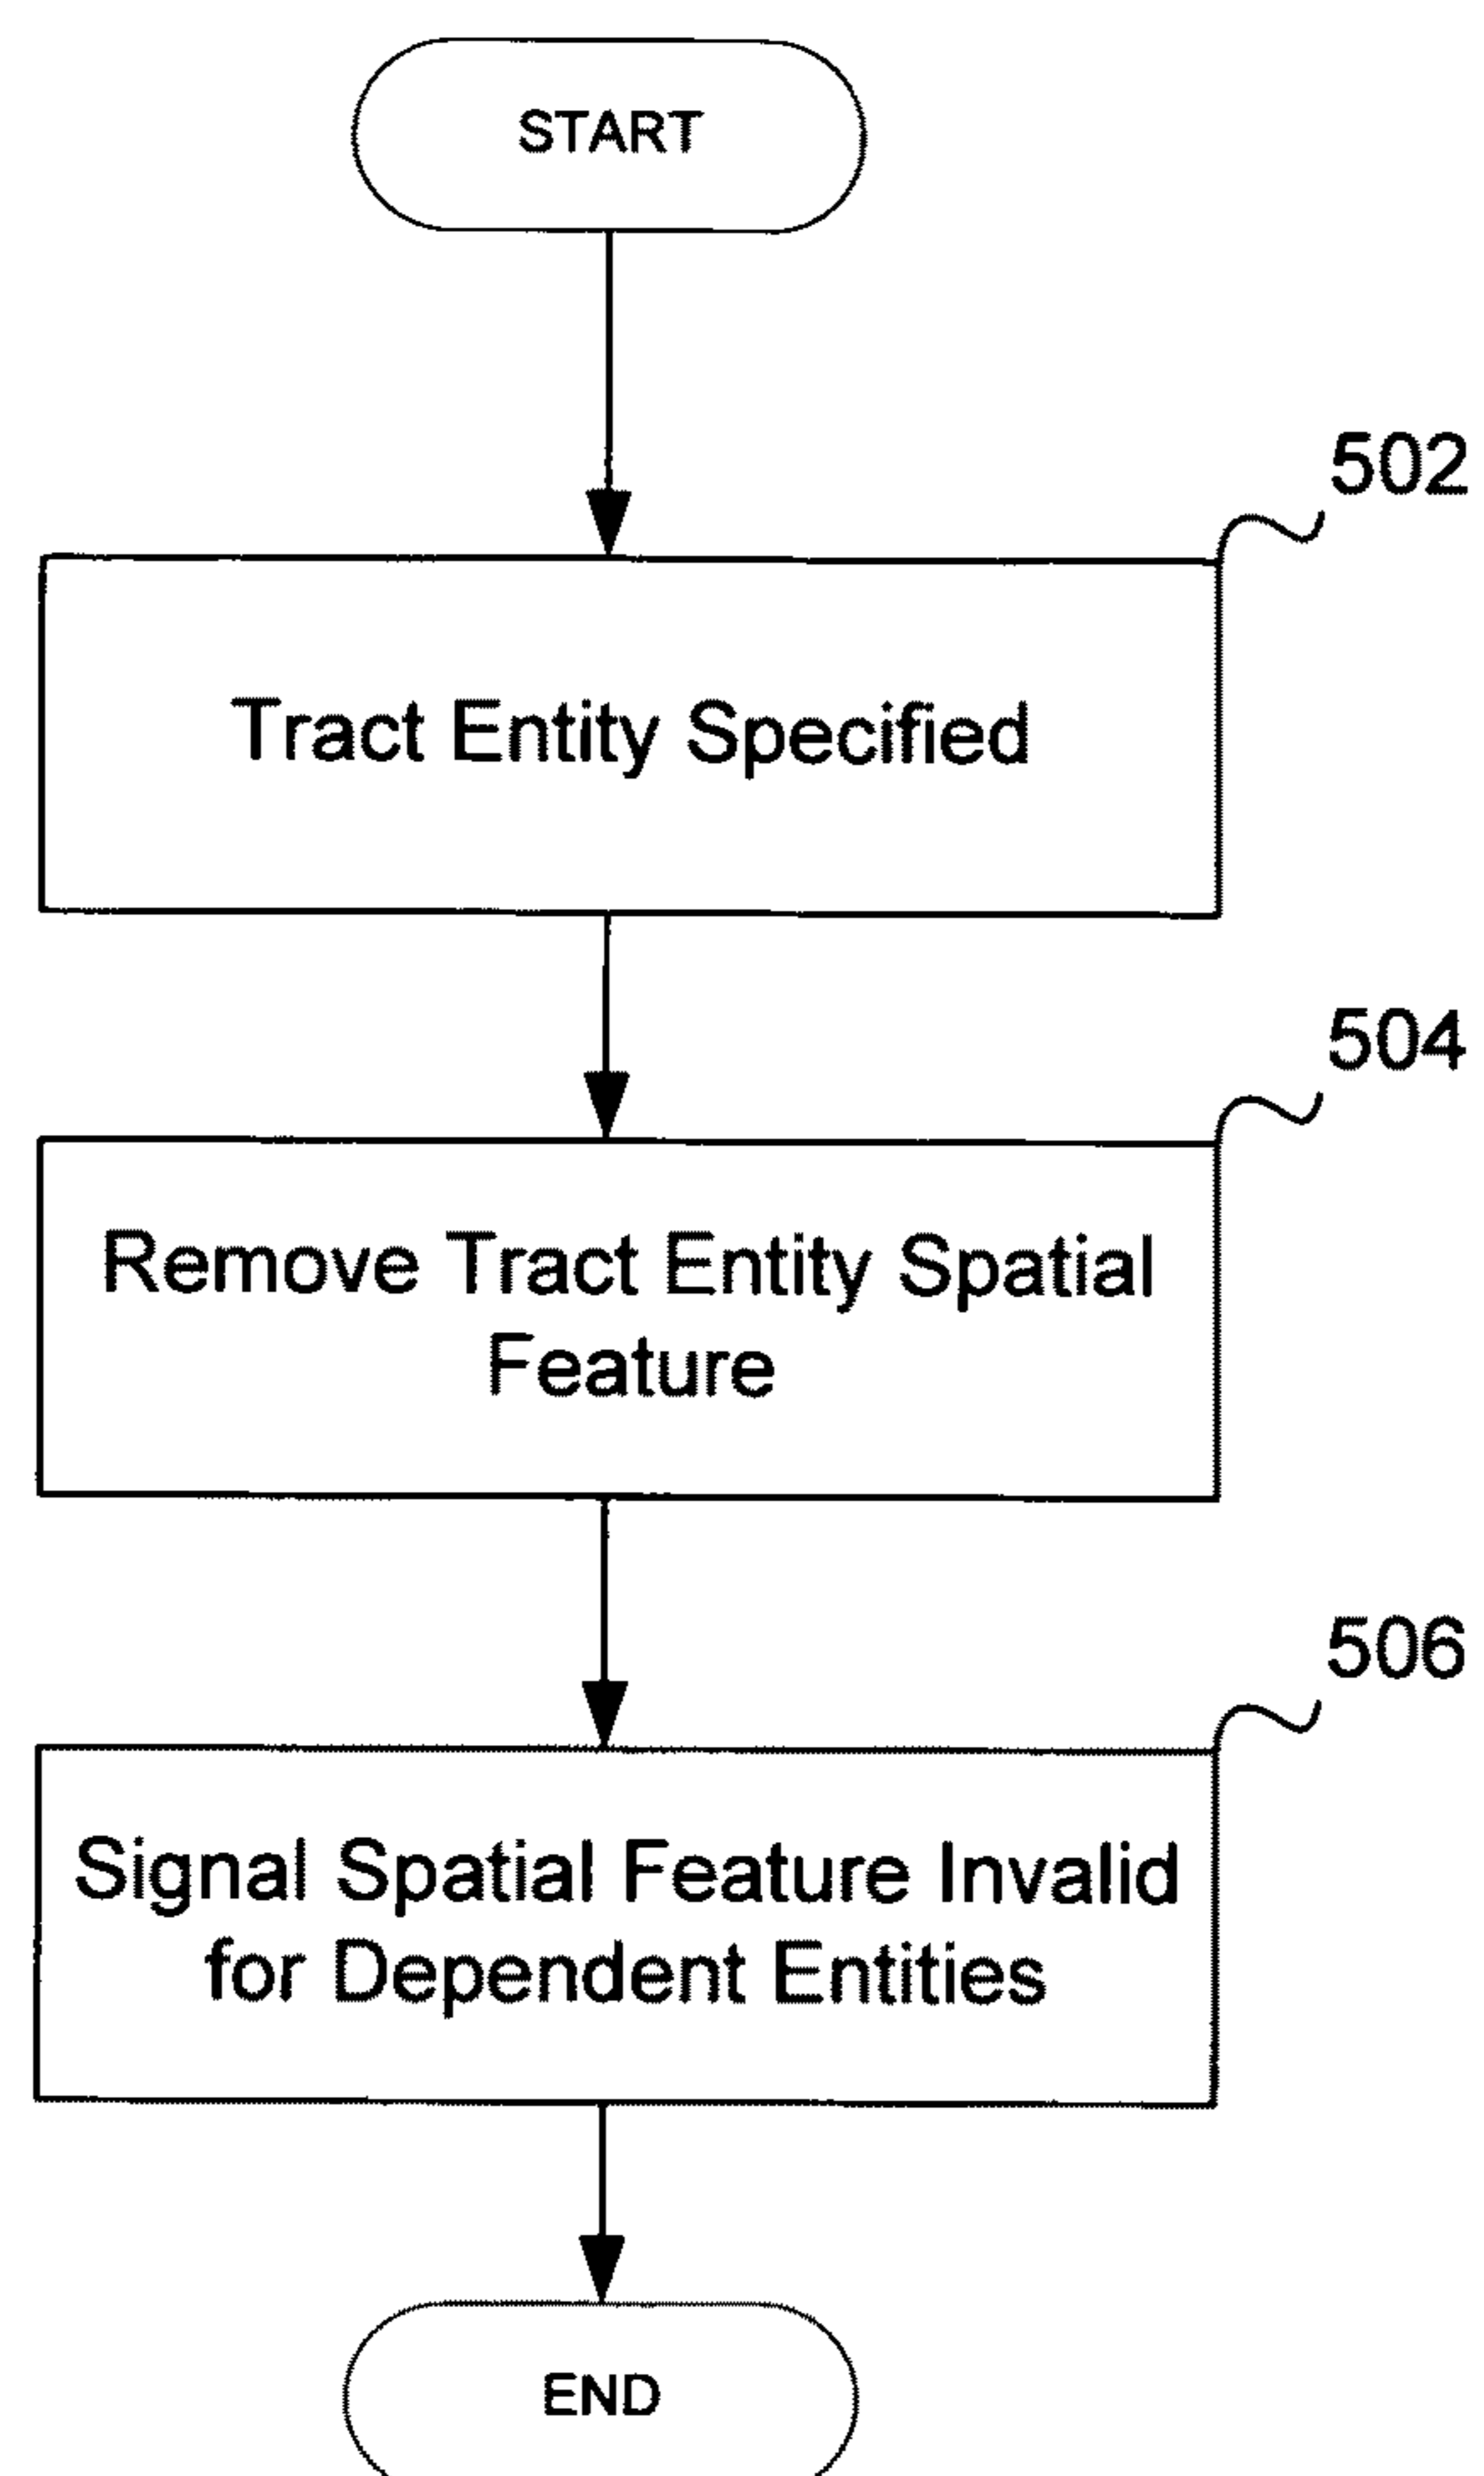 START
502
Tract Entity Specified
504
Remove Tract Entity Spatial
Feature
506
Signal Spatial Feature Invalid
for Dependent Entities
END